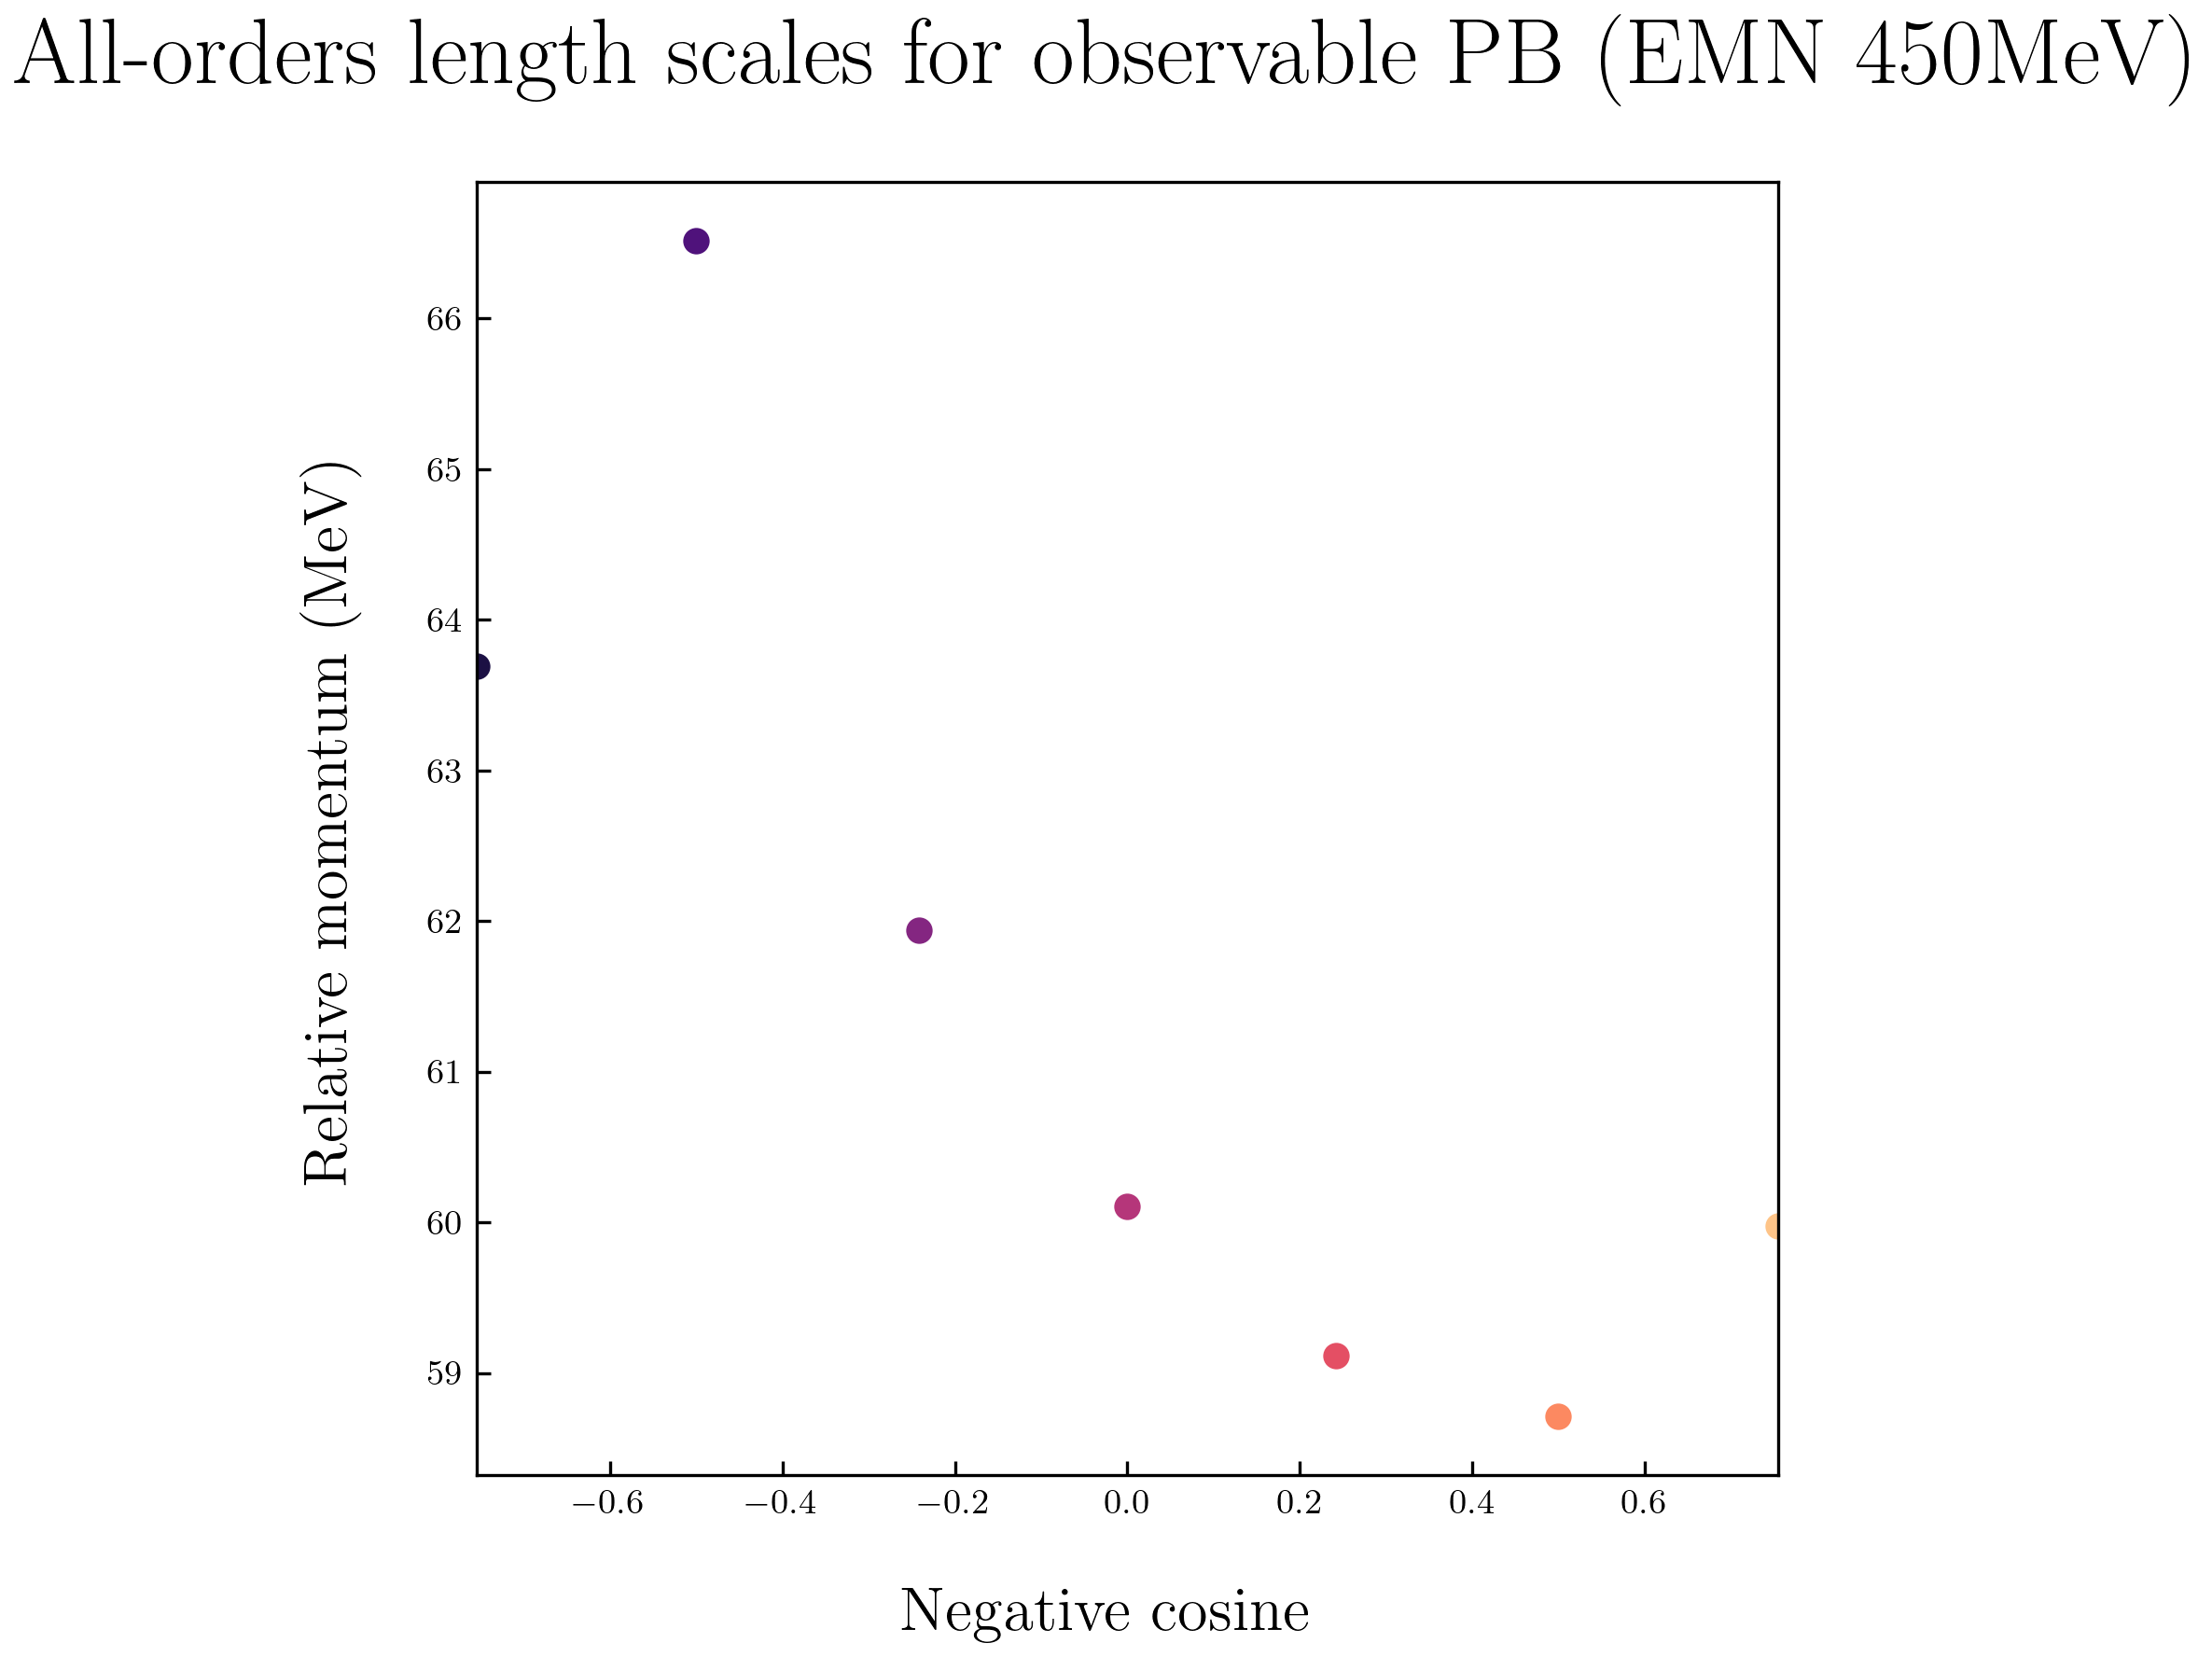 All-orders length scales for observable PB (EMN 450MeV)
Relative momentum (MeV)
66
65
64
63
62
61
60
59
−0.6 −0.4 −0.2 0.0 0.2 0.4 0.6
Negative cosine